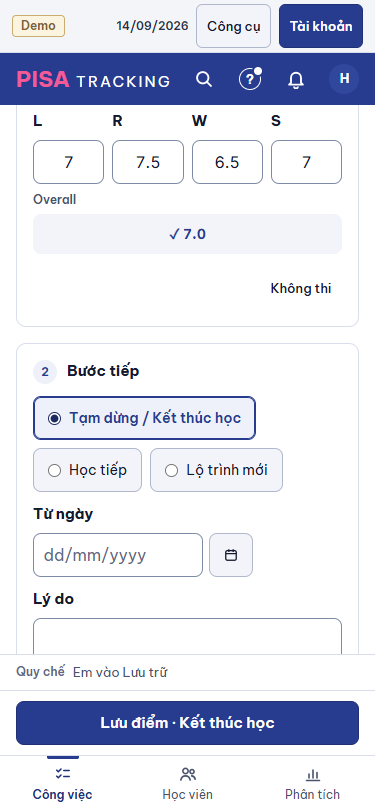 Demo
14/09/2026
Công cụ
Tài khoản
PISA TRACKING
?
H
L R W S
7 7.5 6.5 7
Overall
✓ 7.0
Không thi
2 Bước tiếp
Tạm dừng / Kết thúc học
Học tiếp
Lộ trình mới
Từ ngày
dd/mm/yyyy
Lý do
Quy chế Em vào Lưu trữ
Lưu điểm · Kết thúc học
Công việc
Học viên
Phân tích